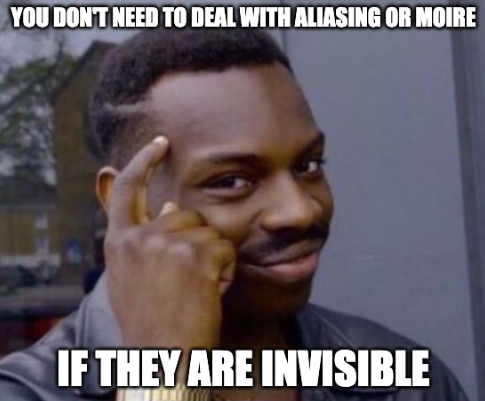 YOU DON'T NEED TO DEAL WITH ALIASING OR MOIRE
IF THEY ARE INVISIBLE